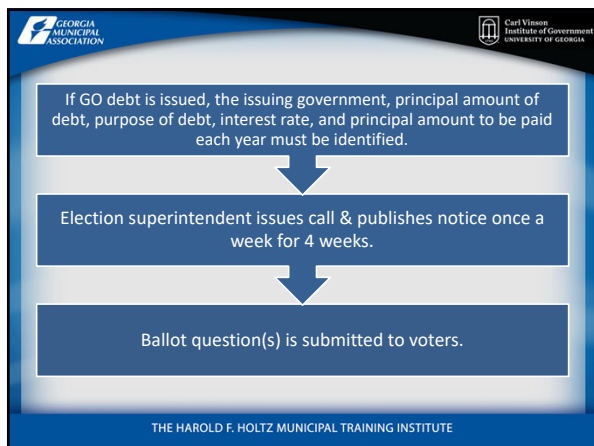 GEORGIA
MUNICIPAL
ASSOCIATION
Carl Vinson
Institute of Government
UNIVERSITY OF GEORGIA
If GO debt is issued, the issuing government, principal amount of
debt, purpose of debt, interest rate, and principal amount to be paid
each year must be identified.
Election superintendent issues call & publishes notice once a
week for 4 weeks.
Ballot question(s) is submitted to voters.
THE HAROLD F. HOLTZ MUNICIPAL TRAINING INSTITUTE